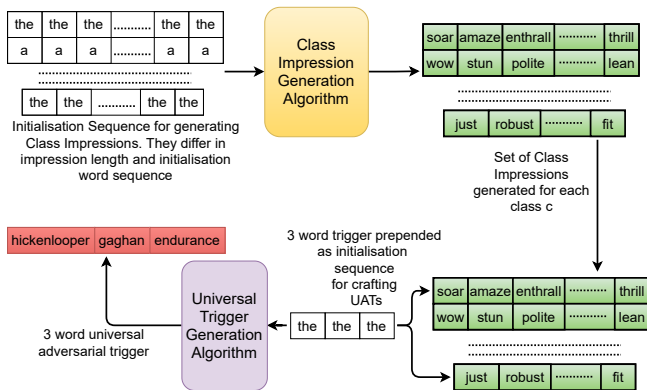 the the the ........... the the
a a a ........... a a
the the ........... the the
Initialisation Sequence for generating
Class Impressions. They differ in
impression length and initialisation
word sequence
Class
Impression
Generation
Algorithm
soar amaze enthrall .......... thrill
wow stun polite .......... lean
just robust .......... fit
Set of Class
Impressions
generated for each
class c
hickenlooper gaghan endurance
3 word universal
adversarial trigger
Universal
Trigger
Generation
Algorithm
3 word trigger prepended
as initialisation
sequence
for crafting
UATs
the the the
soar amaze enthrall .......... thrill
wow stun polite .......... lean
just robust .......... fit